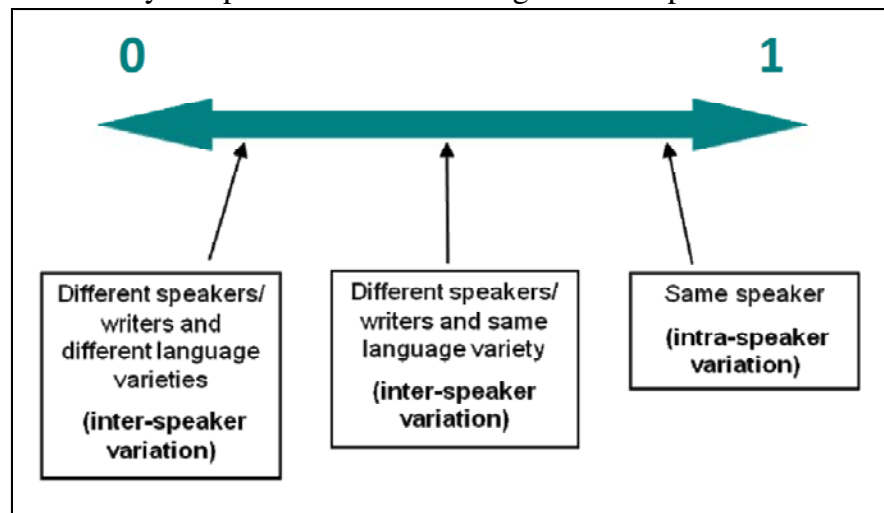 0
1
Different speakers/
writers and
different language
varieties
(inter-speaker
variation)
Different speakers/
writers and same
language variety
(inter-speaker
variation)
Same speaker
(intra-speaker
variation)